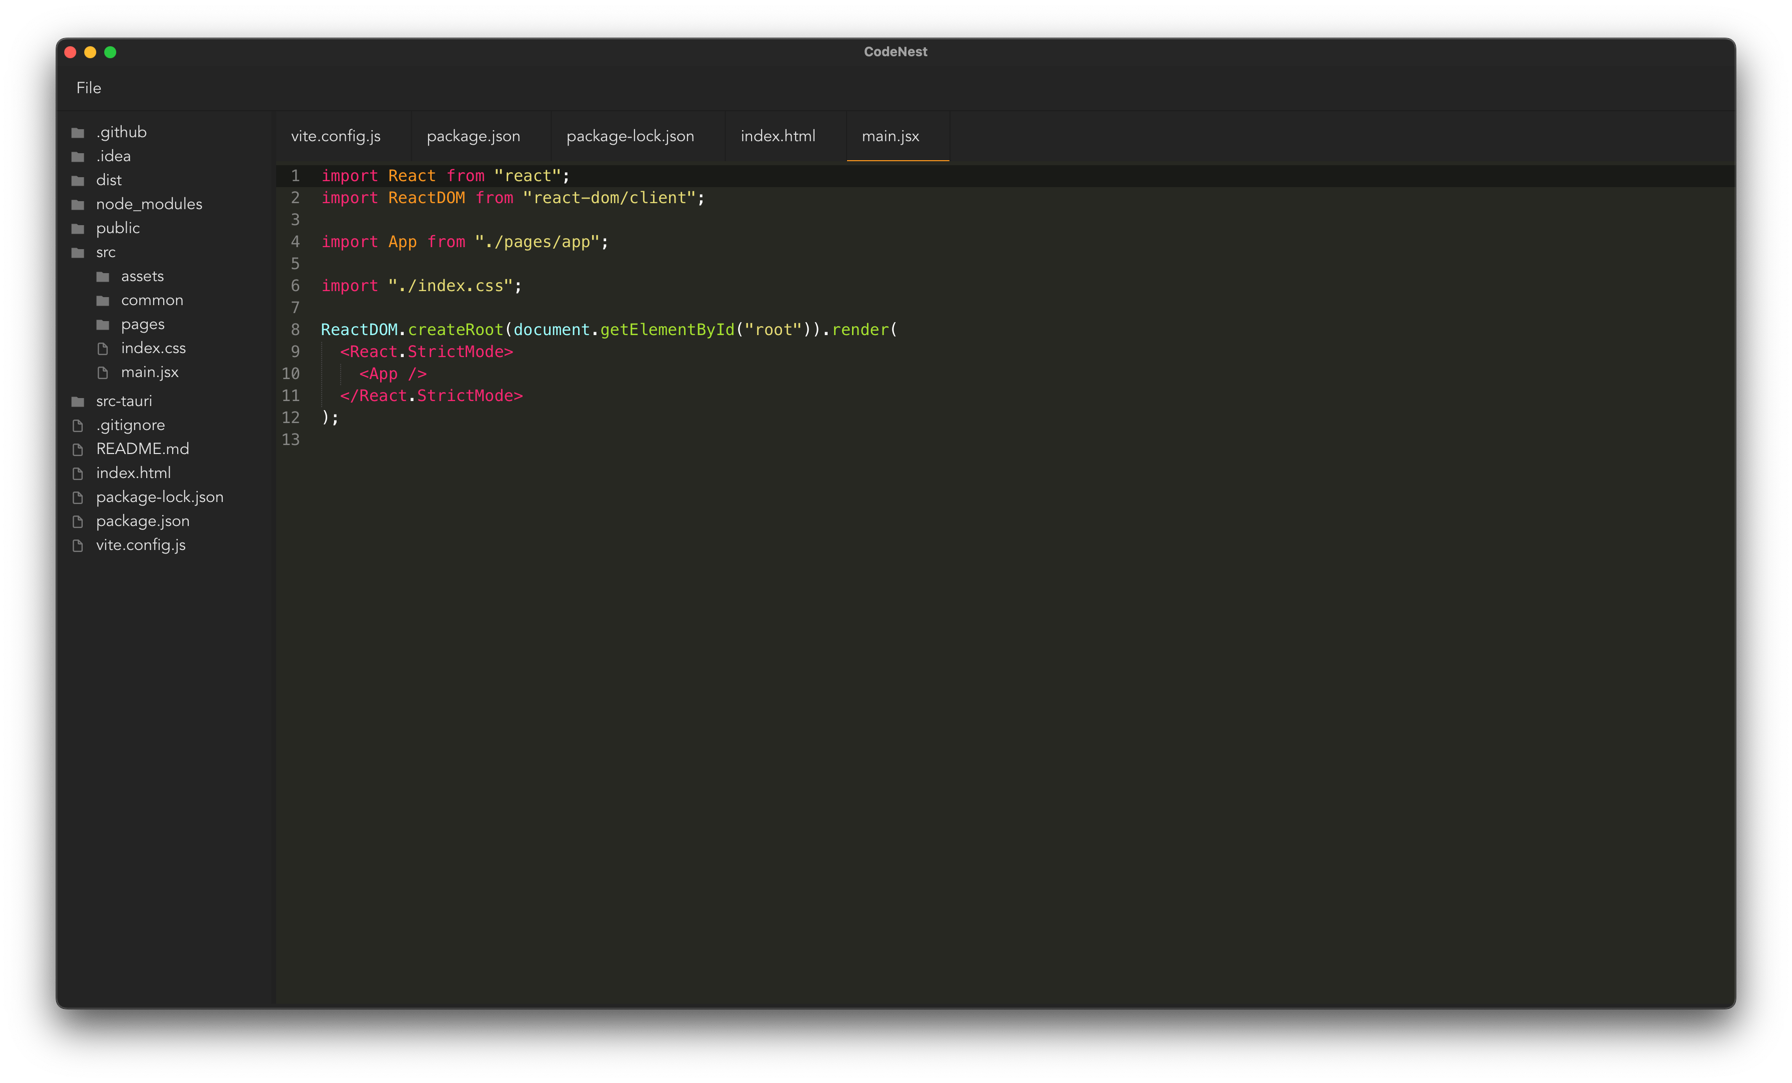 CodeNest
File
.github
.idea
dist
node_modules
public
src
assets
common
pages
index.css
main.jsx
src-tauri
.gitignore
README.md
index.html
package-lock.json
package.json
vite.config.js
vite.config.js package.json package-lock.json index.html main.jsx
1 import React from "react";
2 import ReactDOM from "react-dom/client";
3
4 import App from "./pages/app";
5
6 import "./index.css";
7
8 ReactDOM.createRoot(document.getElementById("root")).render(
9   <React.StrictMode>
10     <App />
11   </React.StrictMode>
12 );
13